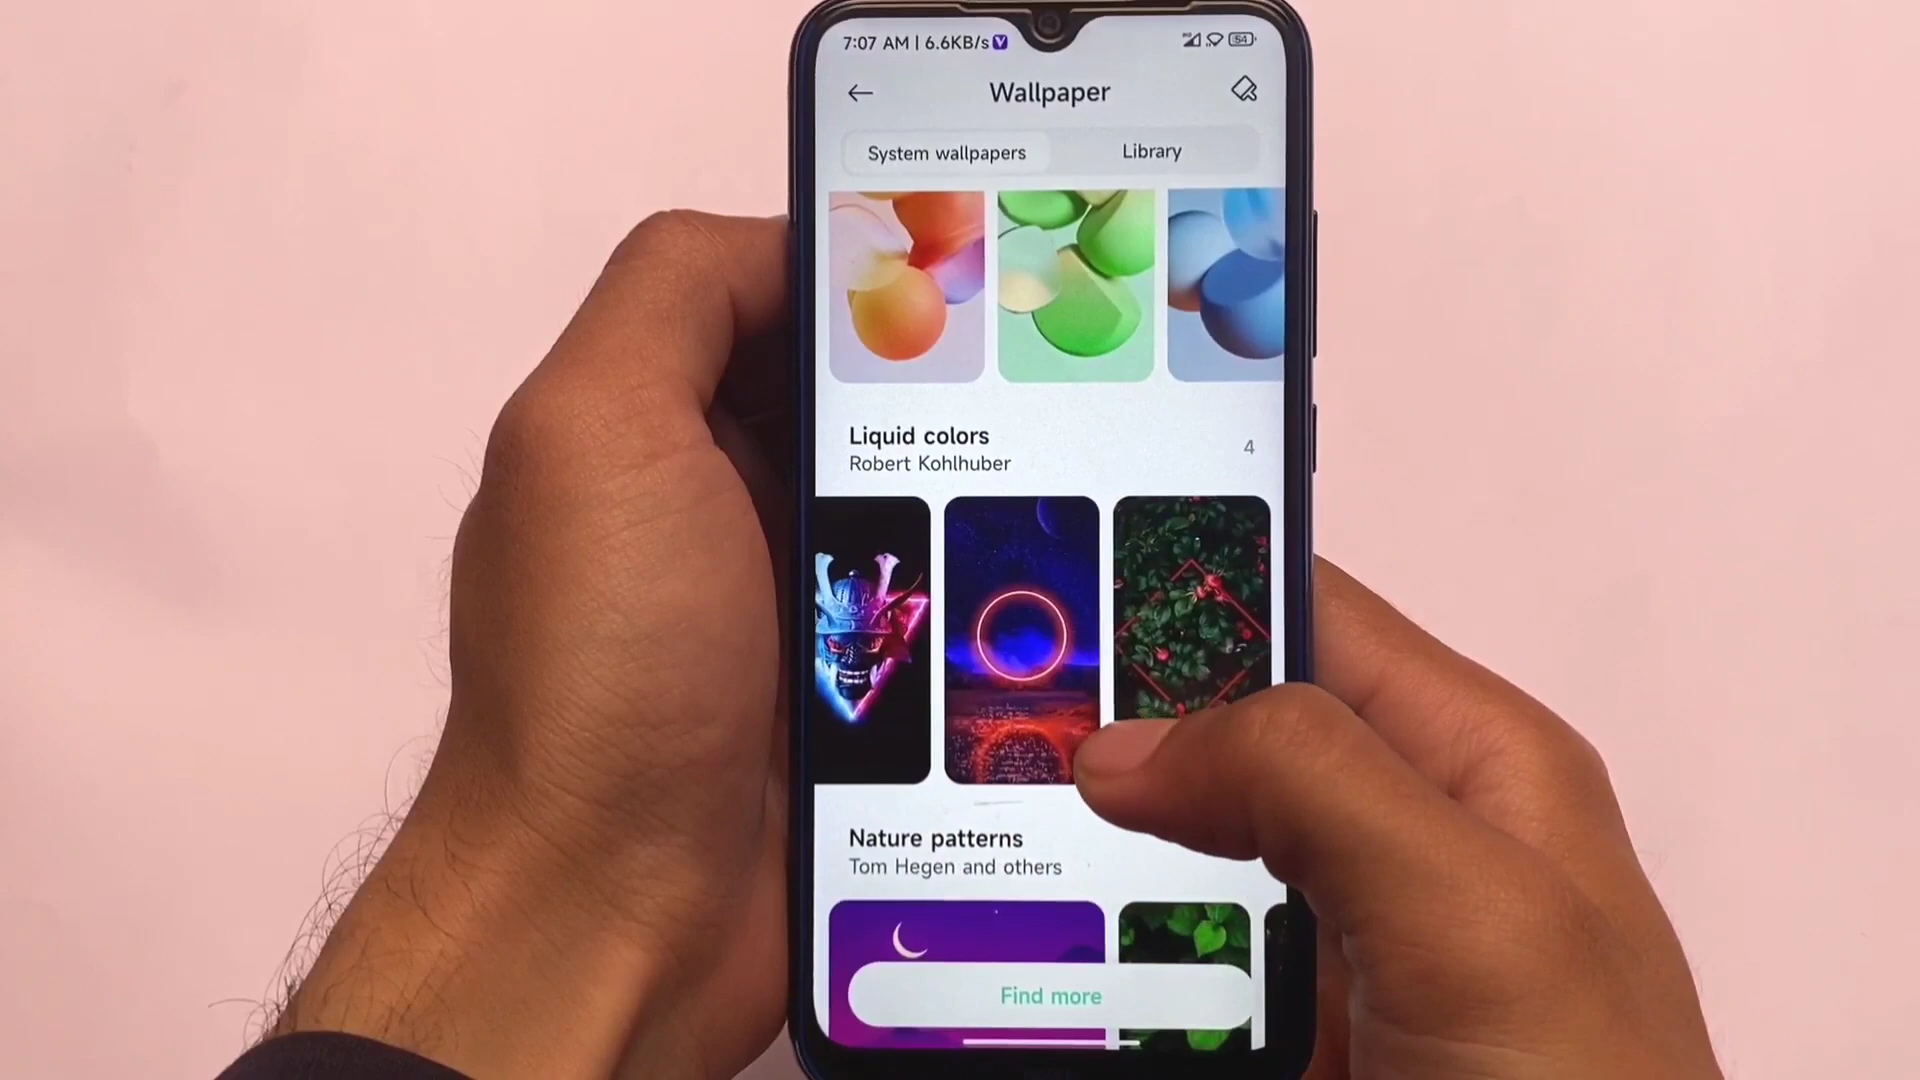 7:07 AM | 6.6KB/s V 54
Wallpaper
System wallpapers
Library
Liquid colors
4
Robert Kohlhuber
Nature patterns
Tom Hegen and others
Find more